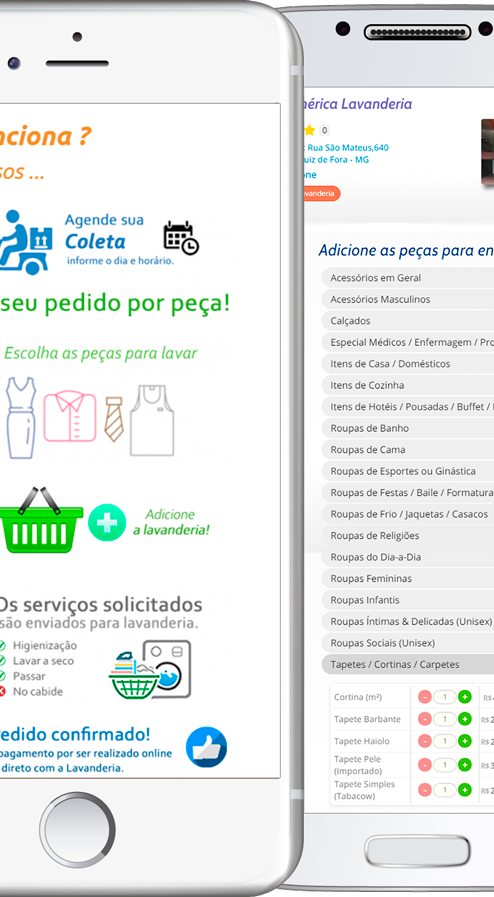 nciona ?
sos ...
Agende sua
Coleta
informe o dia e horário.
seu pedido por peça!
Escolha as peças para lavar
Adicione
a lavanderia!
Os serviços solicitados
são enviados para lavanderia.
Higienização
Lavar a seco
Passar
No cabide
edido confirmado!
pagamento por ser realizado online
direto com a Lavanderia.
mérica Lavanderia
0
: Rua São Mateus,640
uiz de Fora - MG
one
avanderia
Adicione as peças para en
Acessórios em Geral
Acessórios Masculinos
Calçados
Especial Médicos / Enfermagem / Pro
Itens de Casa / Domésticos
Itens de Cozinha
Itens de Hotéis / Pousadas / Buffet /
Roupas de Banho
Roupas de Cama
Roupas de Esportes ou Ginástica
Roupas de Festas / Baile / Formatura
Roupas de Frio / Jaquetas / Casacos
Roupas de Religiões
Roupas do Dia-a-Dia
Roupas Femininas
Roupas Infantis
Roupas Íntimas & Delicadas (Unisex)
Roupas Sociais (Unisex)
Tapetes / Cortinas / Carpetes
Cortina (m²) - 1 + R$
Tapete Barbante - 1 + R$ 2
Tapete Haiolo - 1 + R$ 2
Tapete Pele
(Importado) - 1 + R$ 3
Tapete Simples
(Tabacow) - 1 + R$ 2